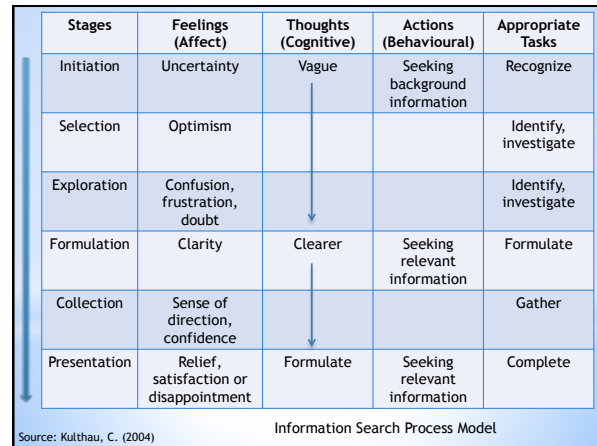 Stages
Feelings
(Affect)
Thoughts
(Cognitive)
Actions
(Behavioural)
Appropriate
Tasks
Initiation
Uncertainty
Vague
Seeking
background
information
Recognize
Selection
Optimism
Identify,
investigate
Exploration
Confusion,
frustration,
doubt
Identify,
investigate
Formulation
Clarity
Clearer
Seeking
relevant
information
Formulate
Collection
Sense of
direction,
confidence
Gather
Presentation
Relief,
satisfaction or
disappointment
Formulate
Seeking
relevant
information
Complete
Source: Kulthau, C. (2004)
Information Search Process Model